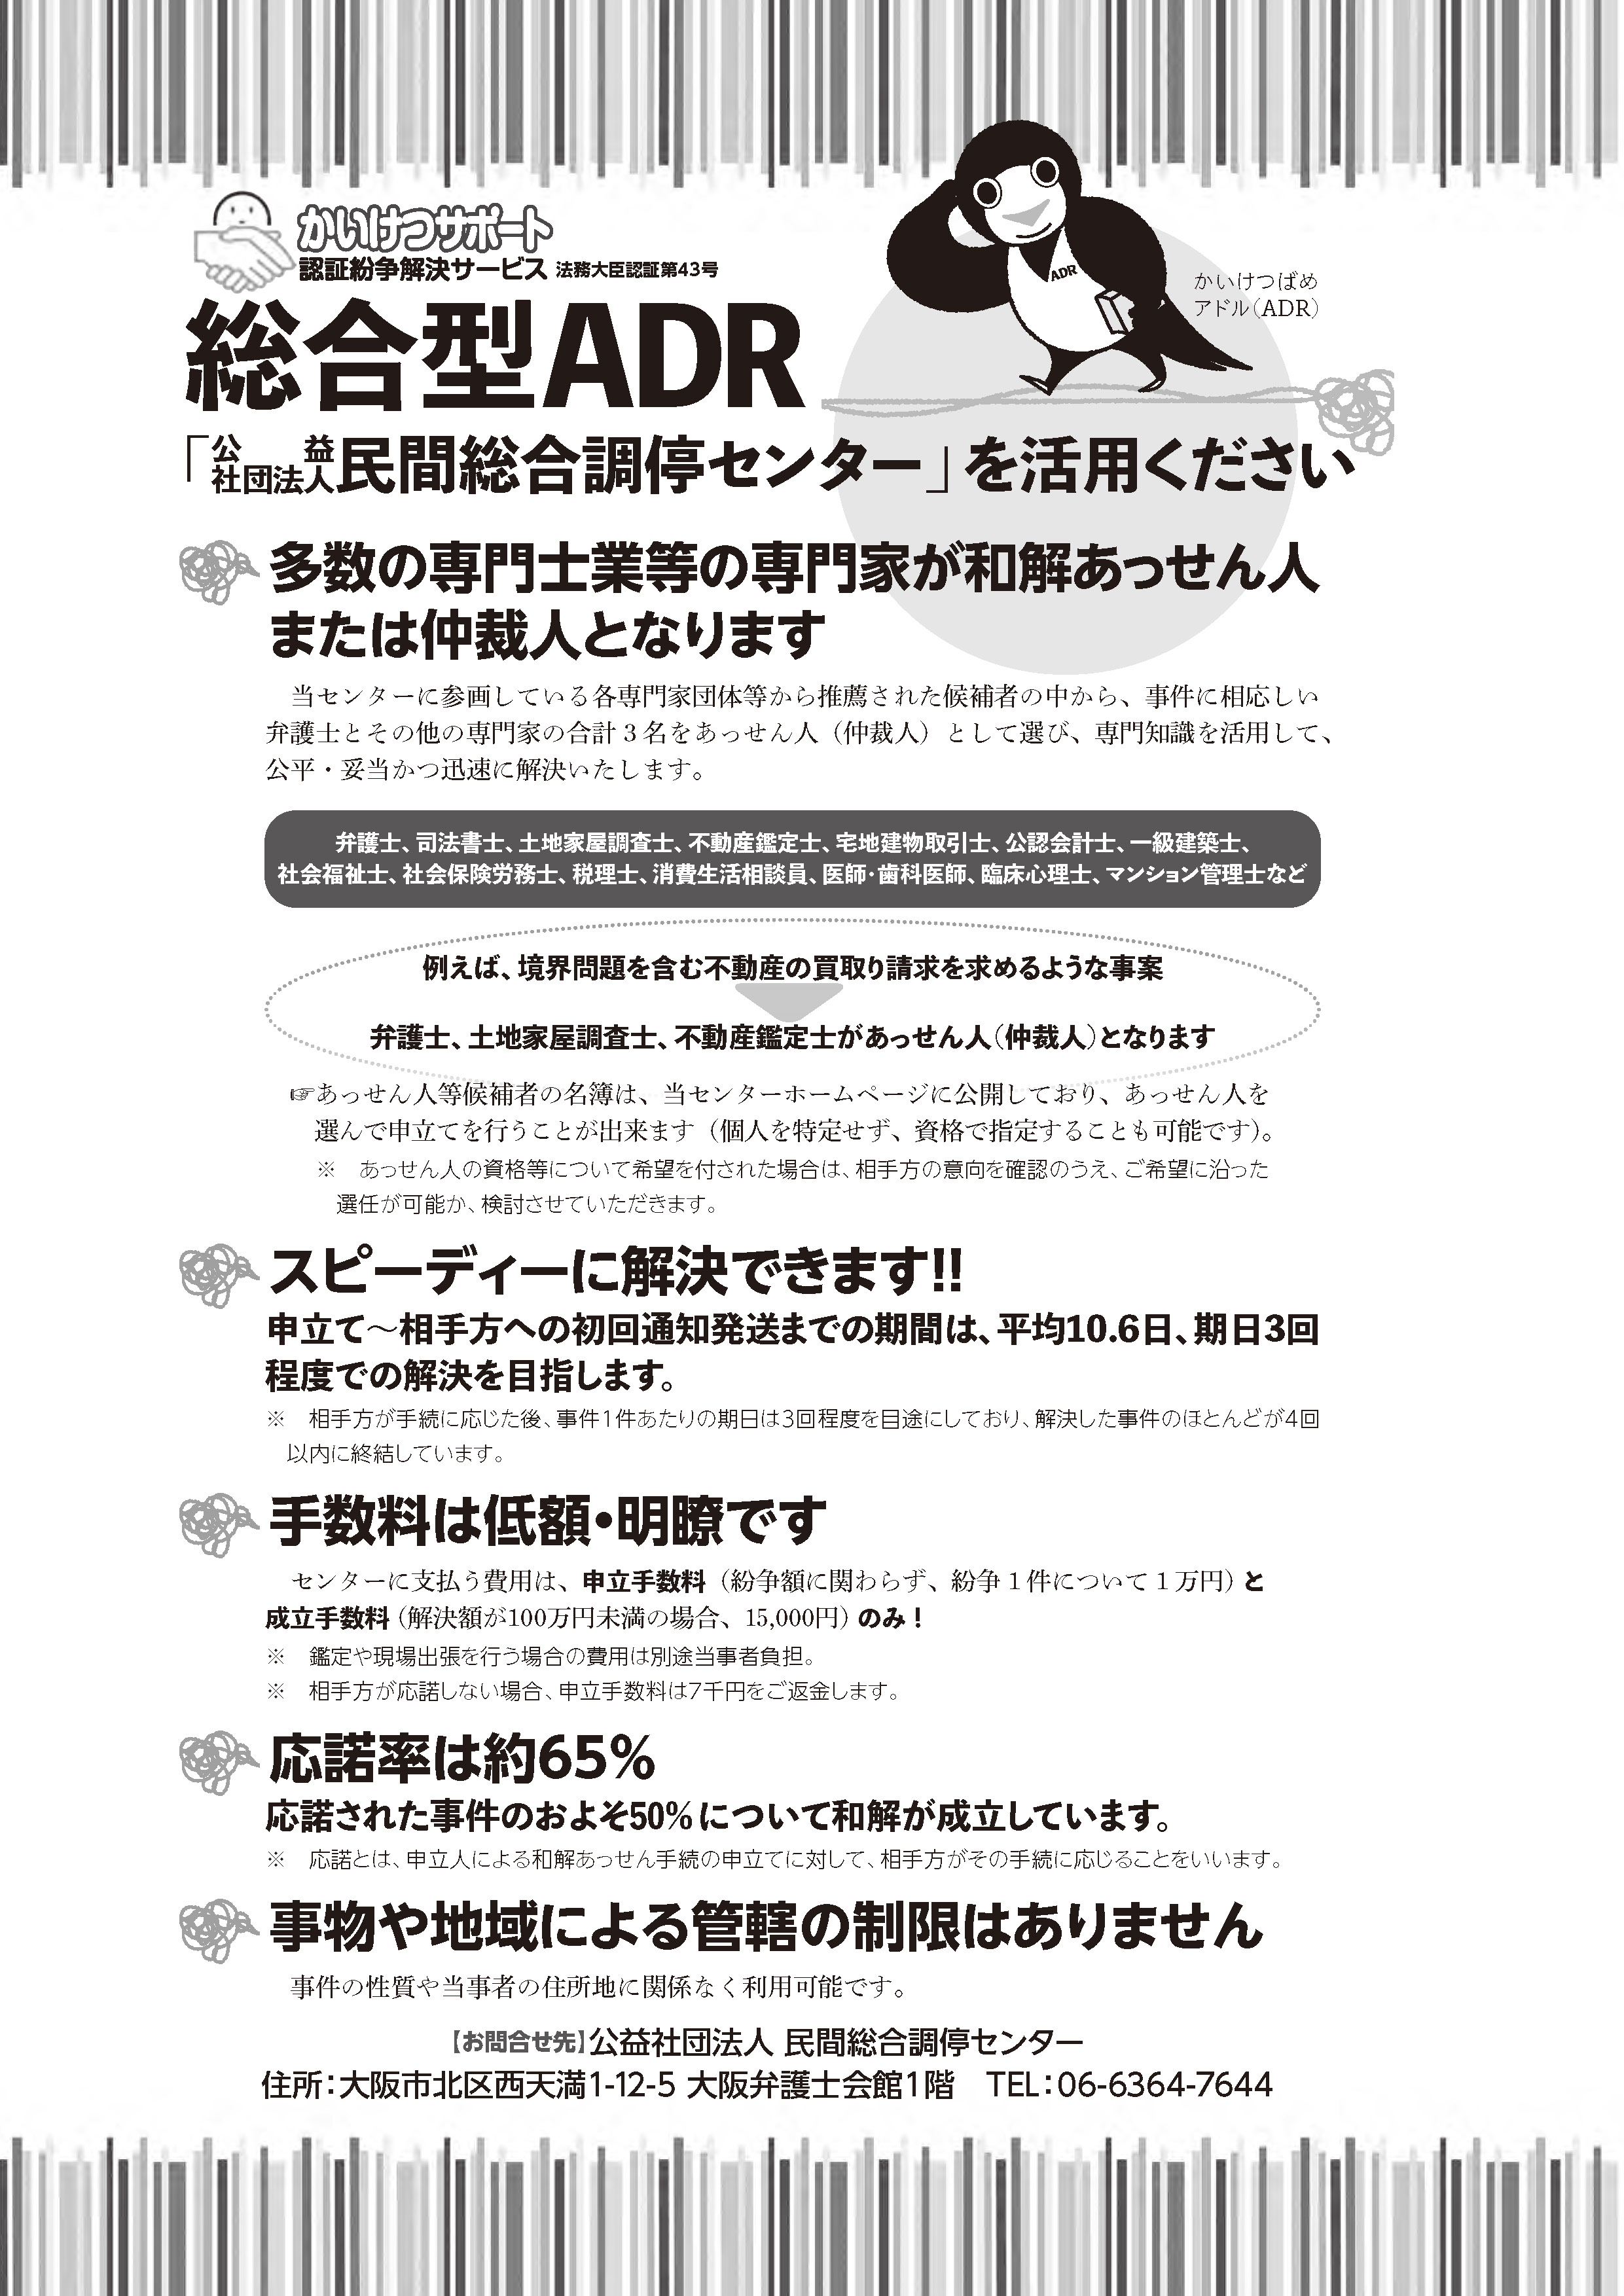 かいけつサポート
認証紛争解決サービス 法務大臣認証第43号
ADR
かいけつばめ
アドル（ADR）
総合型ADR
「公益社団法人民間総合調停センター」を活用ください
多数の専門士業等の専門家が和解あっせん人
または仲裁人となります
当センターに参画している各専門家団体等から推薦された候補者の中から、事件に相応しい
弁護士とその他の専門家の合計３名をあっせん人（仲裁人）として選び、専門知識を活用して、
公平・妥当かつ迅速に解決いたします。
弁護士、司法書士、土地家屋調査士、不動産鑑定士、宅地建物取引士、公認会計士、一級建築士、
社会福祉士、社会保険労務士、税理士、消費生活相談員、医師・歯科医師、臨床心理士、マンション管理士など
例えば、境界問題を含む不動産の買取り請求を求めるような事案
弁護士、土地家屋調査士、不動産鑑定士があっせん人（仲裁人）となります
☞あっせん人等候補者の名簿は、当センターホームページに公開しており、あっせん人を
選んで申立てを行うことが出来ます（個人を特定せず、資格で指定することも可能です）。
※　あっせん人の資格等について希望を付された場合は、相手方の意向を確認のうえ、ご希望に沿った
選任が可能か、検討させていただきます。
スピーディーに解決できます!!
申立て～相手方への初回通知発送までの期間は、平均10.6日、期日3回
程度での解決を目指します。
※　相手方が手続に応じた後、事件1件あたりの期日は3回程度を目途にしており、解決した事件のほとんどが4回
以内に終結しています。
手数料は低額・明瞭です
センターに支払う費用は、申立手数料（紛争額に関わらず、紛争１件について１万円）と
成立手数料（解決額が100万円未満の場合、15,000円）のみ！
※　鑑定や現場出張を行う場合の費用は別途当事者負担。
※　相手方が応諾しない場合、申立手数料は7千円をご返金します。
応諾率は約65%
応諾された事件のおよそ50%について和解が成立しています。
※　応諾とは、申立人による和解あっせん手続の申立てに対して、相手方がその手続に応じることをいいます。
事物や地域による管轄の制限はありません
事件の性質や当事者の住所地に関係なく利用可能です。
【お問合せ先】公益社団法人 民間総合調停センター
住所：大阪市北区西天満1-12-5 大阪弁護士会館1階　TEL：06-6364-7644